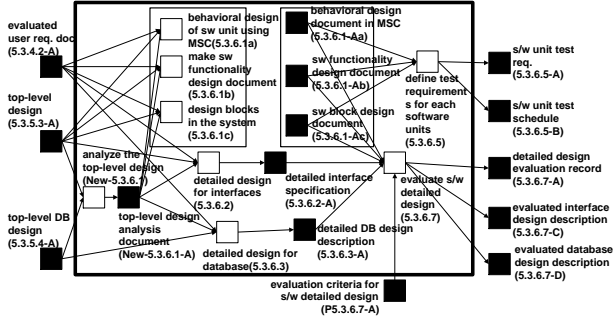 evaluated
user req. doc
(5.3.4.2-A)
top-level
design
(5.3.5.3-A)
top-level DB
design
(5.3.5.4-A)
analyze the
top-level design
(New-5.3.6.1)
top-level design
analysis
document
(New-5.3.6.1-A)
behavioral design
of sw unit using
MSC(5.3.6.1a)
make sw
functionality
design document
(5.3.6.1b)
design blocks
in the system
(5.3.6.1c)
detailed design
for interfaces
(5.3.6.2)
detailed design for
database(5.3.6.3)
behavioral design
document in MSC
(5.3.6.1-Aa)
sw functionality
design document
(5.3.6.1-Ab)
sw block design
document
(5.3.6.1-Ac)
detailed interface
specification
(5.3.6.2-A)
detailed DB design
description
(5.3.6.3-A)
define test
requirement
s for each
software
units
(5.3.6.5)
evaluate s/w
detailed
design
(5.3.6.7)
evaluation criteria for
s/w detailed design
(P5.3.6.7-A)
s/w unit test
req.
(5.3.6.5-A)
s/w unit test
schedule
(5.3.6.5-B)
detailed design
evaluation record
(5.3.6.7-A)
evaluated interface
design description
(5.3.6.7-C)
evaluated database
design description
(5.3.6.7-D)